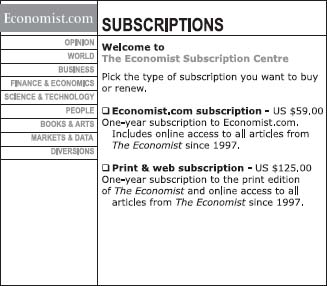 Economist.com
OPINION
WORLD
BUSINESS
FINANCE & ECONOMICS
SCIENCE & TECHNOLOGY
PEOPLE
BOOKS & ARTS
MARKETS & DATA
DIVERSIONS
SUBSCRIPTIONS
Welcome to
The Economist Subscription Centre
Pick the type of subscription you want to buy
or renew.
❑ Economist.com subscription - US $59,00
One-year subscription to Economist.com.
Includes online access to all articles from
The Economist since 1997.
❑ Print & web subscription - US $125,00
One-year subscription to the print edition
of The Economist and online access to all
articles from The Economist since 1997.